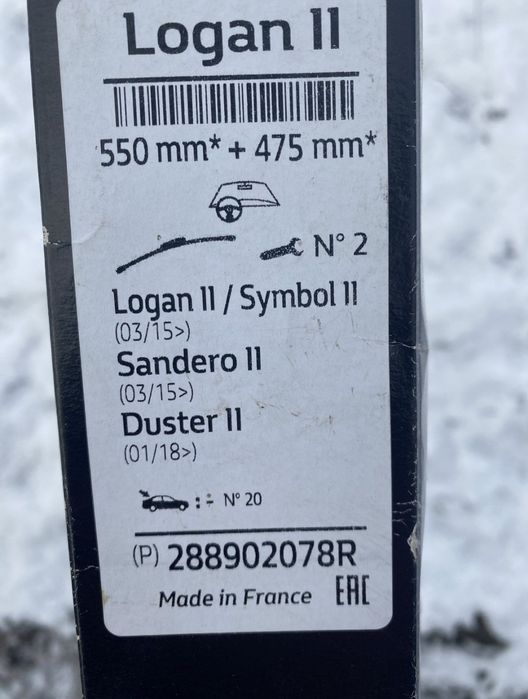 Logan II
550 mm* + 475 mm*
N° 2
Logan II / Symbol II
(03/15>)
Sandero II
(03/15>)
Duster II
(01/18>)
N° 20
(P) 288902078R
Made in France EAC